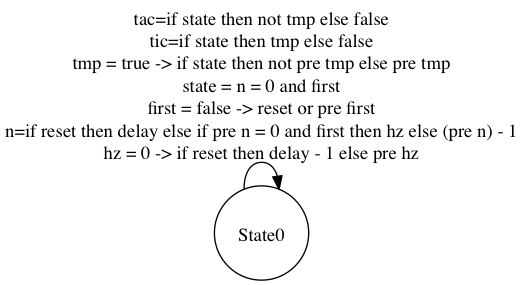 tac=if state then not tmp else false
tic=if state then tmp else false
tmp = true -> if state then not pre tmp else pre tmp
state = n = 0 and first
first = false -> reset or pre first
n=if reset then delay else if pre n = 0 and first then hz else (pre n) - 1
hz = 0 -> if reset then delay - 1 else pre hz
State0